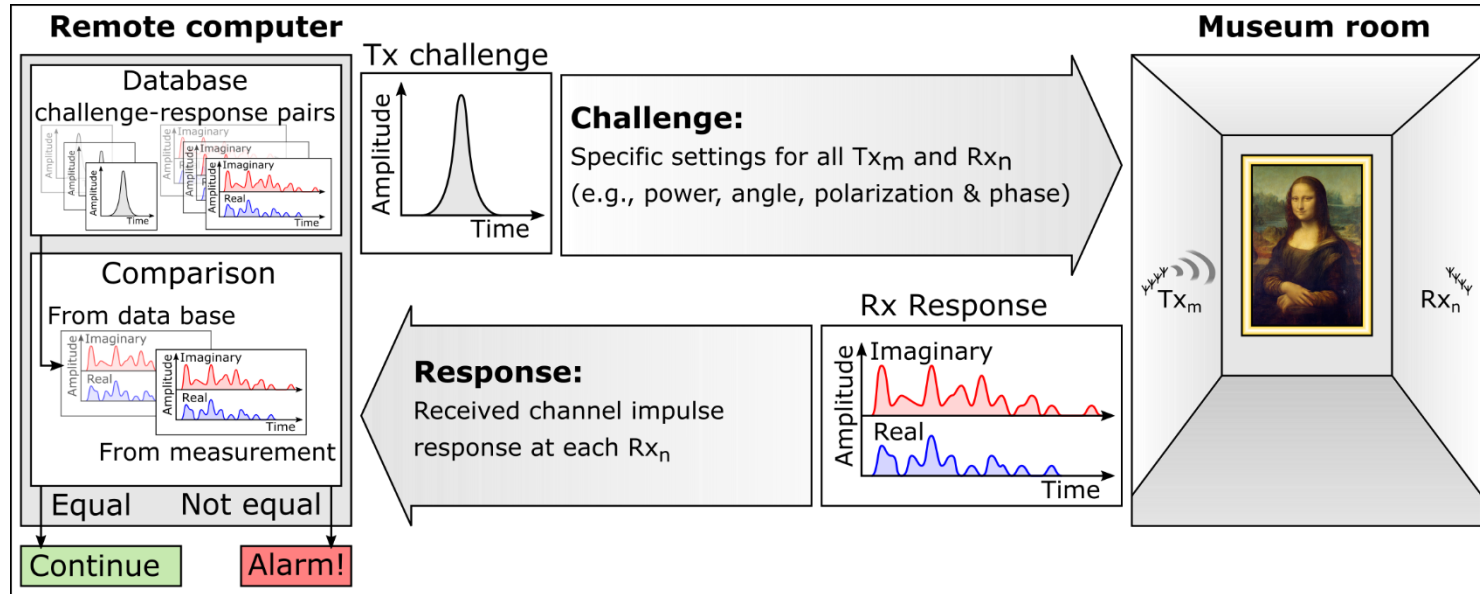 Remote computer
Database
challenge-response pairs
Amplitude
Amplitude
Amplitude
Time
Amplitude
Imaginary
Amplitude
Imaginary
Real
Time
Comparison
From data base
Amplitude
Imaginary
Real
Imaginary
Real
Time
From measurement
Equal
Not equal
Continue
Alarm!
Tx challenge
Amplitude
Time
Challenge:
Specific settings for all Txm and Rxn
(e.g., power, angle, polarization & phase)
Response:
Received channel impulse
response at each Rxn
Rx Response
Amplitude
Imaginary
Real
Time
Museum room
Txm
Rxn